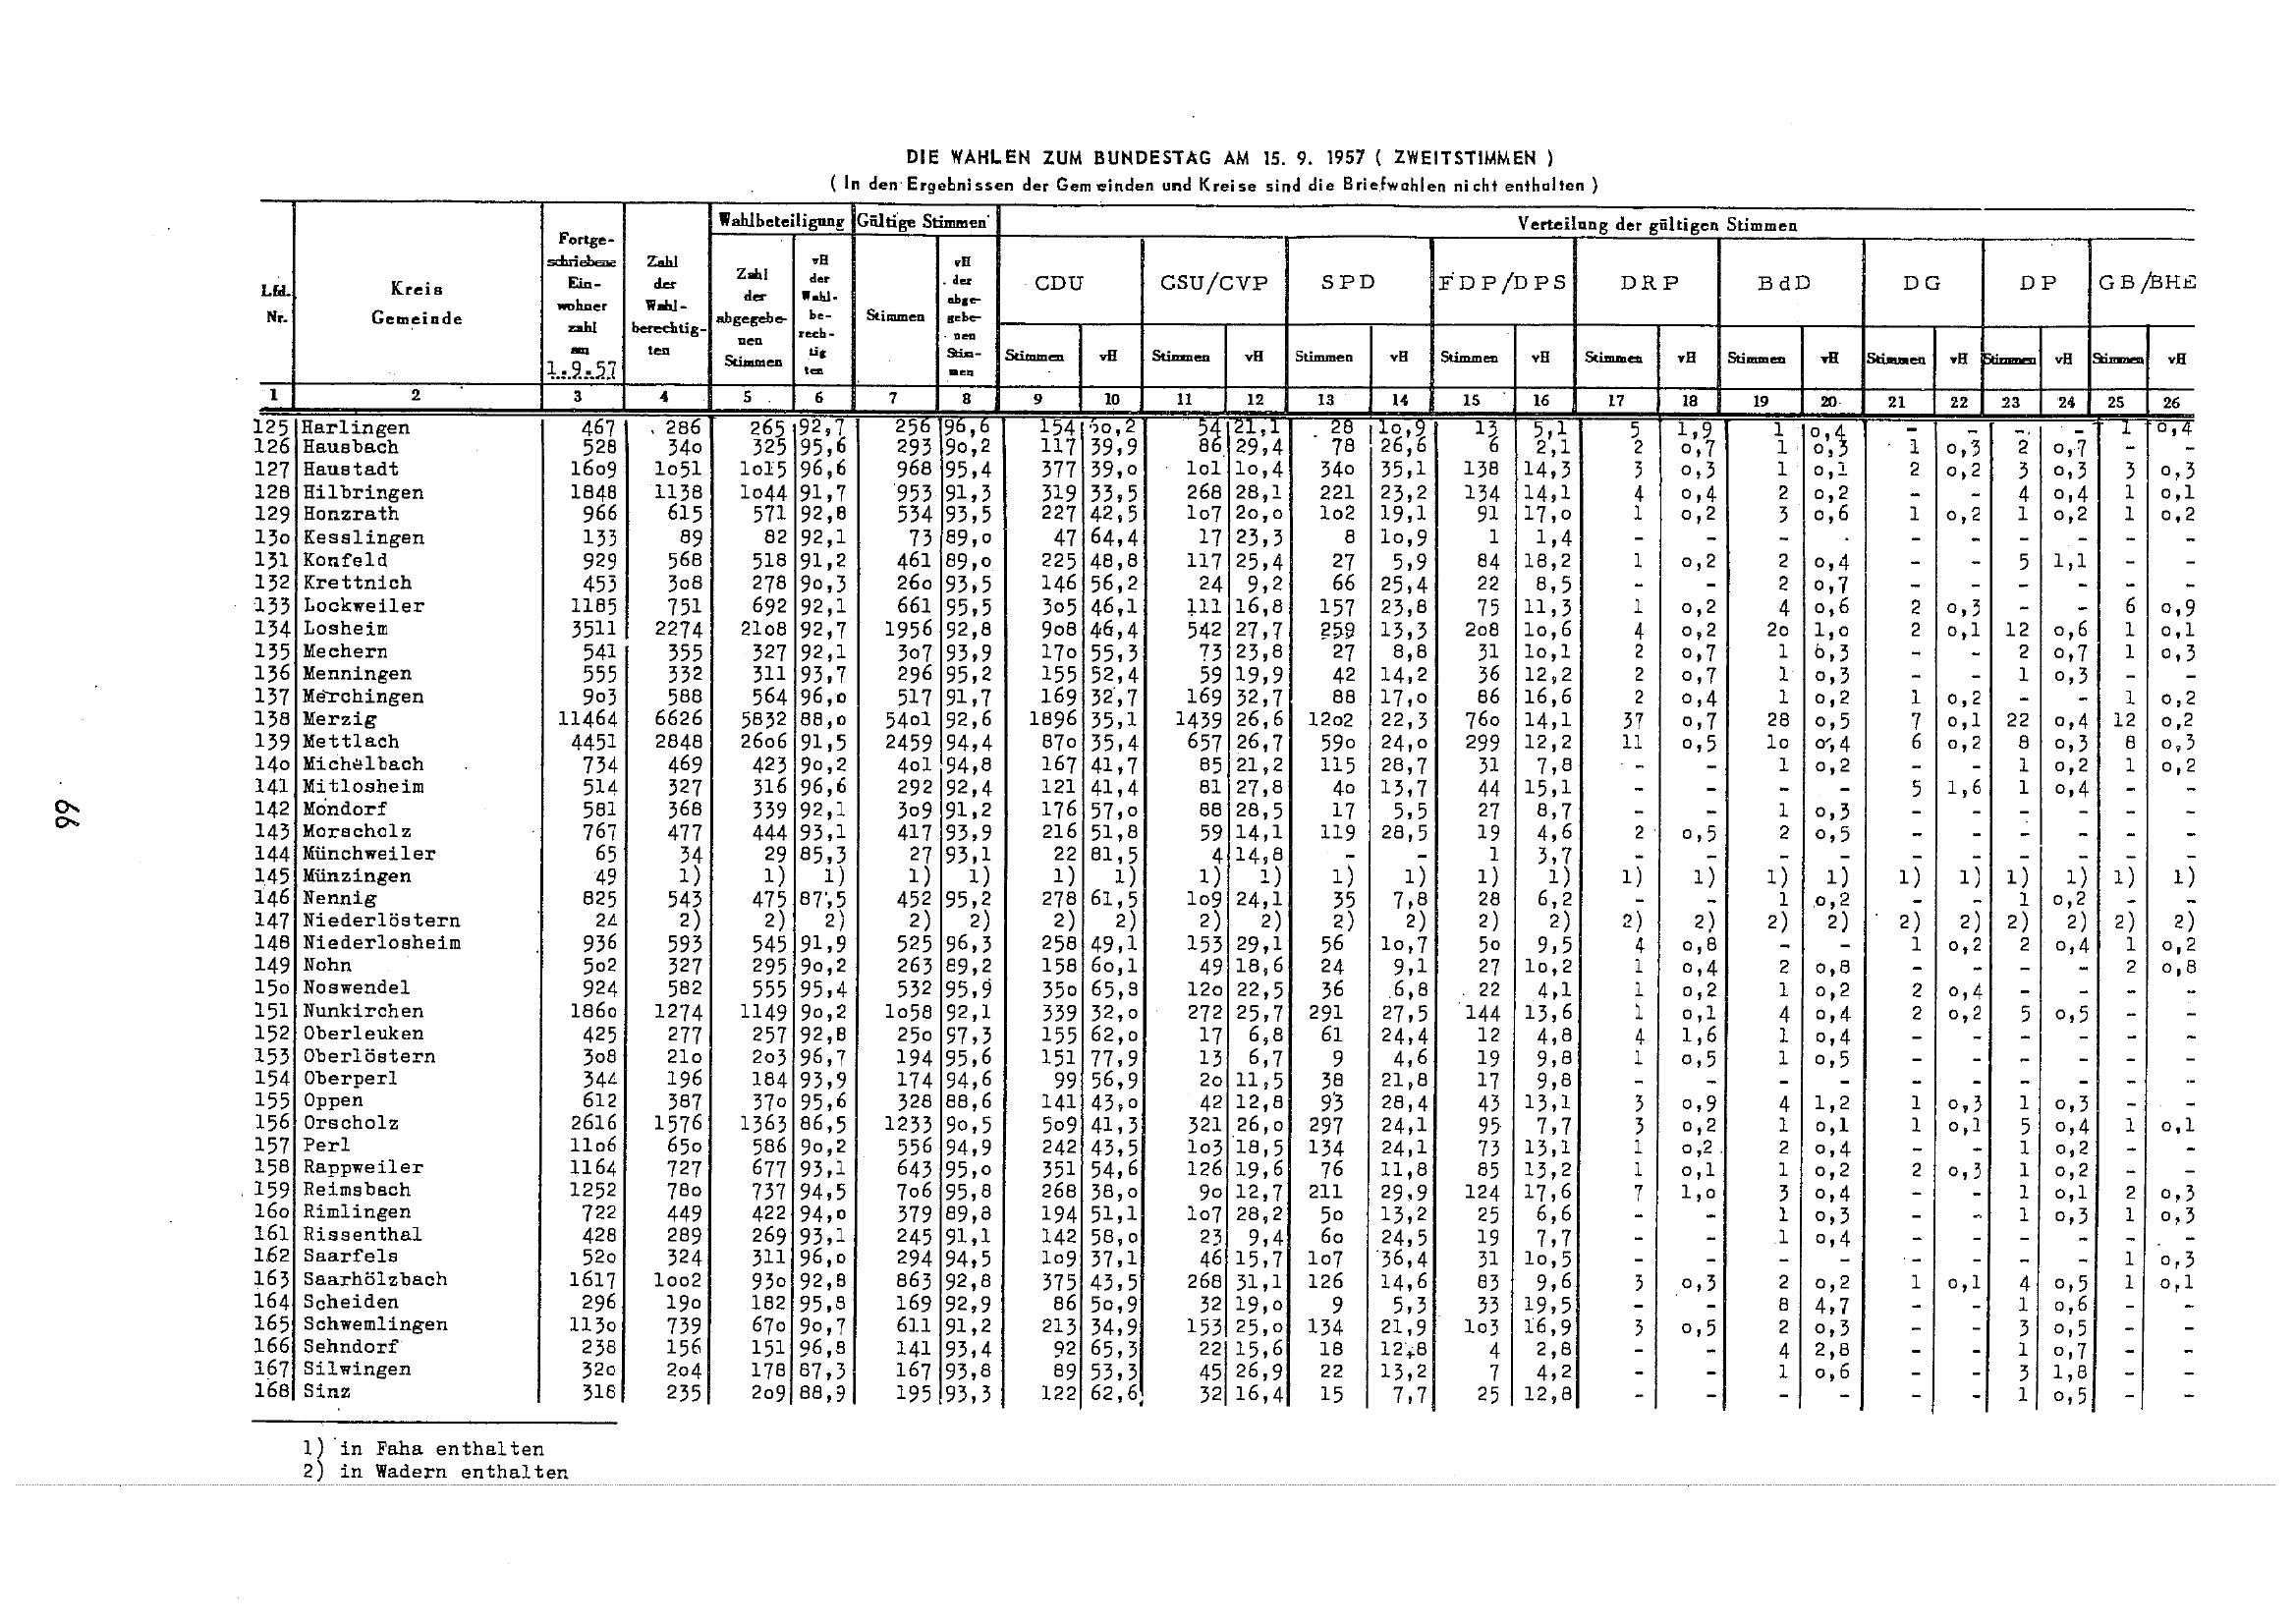 DIE WAHLEN ZUM BUNDESTAG AM 15. 9. 1957 ( ZWEITSTIMMEN )
( In den Ergebnissen der Gemeinden und Kreise sind die Briefwahlen nicht enthalten )
Lfd. Nr. | Kreis Gemeinde | Fortge-schriebene Ein-wohner zahl am 1.9.57 | Zahl der Wahl-berechtig-ten | Wahlbeteiligung | Gültige Stimmen | Verteilung der gültigen Stimmen
Zahl der abgegebe-nen Stimmen | vH der Wahl-be-rech-tig ten | Stimmen | vH der abge-gebe-nen Stim-men | CDU | CSU/CVP | SPD | FDP/DPS | DRP | BdD | DG | DP | GB/BHE
Stimmen vH Stimmen vH Stimmen vH Stimmen vH Stimmen vH Stimmen vH Stimmen vH Stimmen vH Stimmen vH
1 2 3 4 5 6 7 8 9 10 11 12 13 14 15 16 17 18 19 20 21 22 23 24 25 26
125 Harlingen 467 286 265 92,7 256 96,6 154 6o,2 54 21,1 28 1o,9 13 5,1 5 1,9 1 o,4 - - - - 1 o,4
126 Hausbach 528 34o 325 95,6 293 9o,2 117 39,9 86 29,4 78 26,6 6 2,1 2 o,7 1 o,3 1 o,3 2 o,7 - -
127 Haustadt 16o9 1o51 1o15 96,6 968 95,4 377 39,o 1o1 1o,4 34o 35,1 138 14,3 3 o,3 1 o,1 2 o,2 3 o,3 3 o,3
128 Hilbringen 1848 1138 1o44 91,7 953 91,3 319 33,5 268 28,1 221 23,2 134 14,1 4 o,4 2 o,2 - - 4 o,4 1 o,1
129 Honzrath 966 615 571 92,8 534 93,5 227 42,5 1o7 2o,o 1o2 19,1 91 17,o 1 o,2 3 o,6 1 o,2 1 o,2 1 o,2
13o Kesslingen 133 89 82 92,1 73 89,o 47 64,4 17 23,3 8 1o,9 1 1,4 - - - - - - - - - -
131 Konfeld 929 568 518 91,2 461 89,o 225 48,8 117 25,4 27 5,9 84 18,2 1 o,2 2 o,4 - - 5 1,1 - -
132 Krettnich 453 3o8 278 9o,3 26o 93,5 146 56,2 24 9,2 66 25,4 22 8,5 - - 2 o,7 - - - - - -
133 Lockweiler 1185 751 692 92,1 661 95,5 3o5 46,1 111 16,8 157 23,8 75 11,3 1 o,2 4 o,6 2 o,3 - - 6 o,9
134 Losheim 3511 2274 21o8 92,7 1956 92,8 9o8 46,4 542 27,7 259 13,3 2o8 1o,6 4 o,2 2o 1,o 2 o,1 12 o,6 1 o,1
135 Mechern 541 355 327 92,1 3o7 93,9 17o 55,3 73 23,8 27 8,8 31 1o,1 2 o,7 1 o,3 - - 2 o,7 1 o,3
136 Menningen 555 332 311 93,7 296 95,2 155 52,4 59 19,9 42 14,2 36 12,2 2 o,7 1 o,3 - - 1 o,3 - -
137 Merchingen 9o3 588 564 96,o 517 91,7 169 32,7 169 32,7 88 17,o 86 16,6 2 o,4 1 o,2 1 o,2 - - 1 o,2
138 Merzig 11464 6626 5832 88,o 54o1 92,6 1896 35,1 1439 26,6 12o2 22,3 76o 14,1 37 o,7 28 o,5 7 o,1 22 o,4 12 o,2
139 Mettlach 4451 2848 26o6 91,5 2459 94,4 87o 35,4 657 26,7 59o 24,o 299 12,2 11 o,5 1o o,4 6 o,2 8 o,3 8 o,3
14o Michelbach 734 469 423 9o,2 4o1 94,8 167 41,7 85 21,2 115 28,7 31 7,8 - - 1 o,2 - - 1 o,2 1 o,2
141 Mitlosheim 514 327 316 96,6 292 92,4 121 41,4 81 27,8 4o 13,7 44 15,1 - - - - 5 1,6 1 o,4 - -
142 Mondorf 581 368 339 92,1 3o9 91,2 176 57,o 88 28,5 17 5,5 27 8,7 - - 1 o,3 - - - - - -
143 Morscholz 767 477 444 93,1 417 93,9 216 51,8 59 14,1 119 28,5 19 4,6 2 o,5 2 o,5 - - - - - -
144 Münchweiler 65 34 29 85,3 27 93,1 22 81,5 4 14,8 - - 1 3,7 - - - - - - - - - -
145 Münzingen 49 1) 1) 1) 1) 1) 1) 1) 1) 1) 1) 1) 1) 1) 1) 1) 1) 1) 1) 1) 1) 1) 1) 1)
146 Nennig 825 543 475 87,5 452 95,2 278 61,5 1o9 24,1 35 7,8 28 6,2 - - 1 o,2 - - 1 o,2 - -
147 Niederlöstern 24 2) 2) 2) 2) 2) 2) 2) 2) 2) 2) 2) 2) 2) 2) 2) 2) 2) 2) 2) 2) 2) 2) 2)
148 Niederlosheim 936 593 545 91,9 525 96,3 258 49,1 153 29,1 56 1o,7 5o 9,5 4 o,8 - - 1 o,2 2 o,4 1 o,2
149 Nohn 5o2 327 295 9o,2 263 89,2 158 6o,1 49 18,6 24 9,1 27 1o,2 1 o,4 2 o,8 - - - - 2 o,8
15o Noswendel 924 582 555 95,4 532 95,9 35o 65,8 12o 22,5 36 6,8 22 4,1 1 o,2 1 o,2 2 o,4 - - - -
151 Nunkirchen 186o 1274 1149 9o,2 1o58 92,1 339 32,o 272 25,7 291 27,5 144 13,6 1 o,1 4 o,4 2 o,2 5 o,5 - -
152 Oberleuken 425 277 257 92,8 25o 97,3 155 62,o 17 6,8 61 24,4 12 4,8 4 1,6 1 o,4 - - - - - -
153 Oberlöstern 3o8 21o 2o3 96,7 194 95,6 151 77,9 13 6,7 9 4,6 19 9,8 1 o,5 1 o,5 - - - - - -
154 Oberperl 344 196 184 93,9 174 94,6 99 56,9 2o 11,5 38 21,8 17 9,8 - - - - - - - - - -
155 Oppen 612 387 37o 95,6 328 88,6 141 43,o 42 12,8 93 28,4 43 13,1 3 o,9 4 1,2 1 o,3 1 o,3 - -
156 Orscholz 2616 1576 1363 86,5 1233 9o,5 5o9 41,3 321 26,o 297 24,1 95 7,7 3 o,2 1 o,1 1 o,1 5 o,4 1 o,1
157 Perl 11o6 65o 586 9o,2 556 94,9 242 43,5 1o3 18,5 134 24,1 73 13,1 1 o,2 2 o,4 - - 1 o,2 - -
158 Rappweiler 1164 727 677 93,1 643 95,o 351 54,6 126 19,6 76 11,8 85 13,2 1 o,1 1 o,2 2 o,3 1 o,2 - -
159 Reimsbach 1252 78o 737 94,5 7o6 95,8 268 38,o 9o 12,7 211 29,9 124 17,6 7 1,o 3 o,4 - - 1 o,1 2 o,3
16o Rimlingen 722 449 422 94,o 379 89,8 194 51,1 1o7 28,2 5o 13,2 25 6,6 - - 1 o,3 - - 1 o,3 1 o,3
161 Rissenthal 428 289 269 93,1 245 91,1 142 58,o 23 9,4 6o 24,5 19 7,7 - - 1 o,4 - - - - - -
162 Saarfels 52o 324 311 96,o 294 94,5 1o9 37,1 46 15,7 1o7 36,4 31 1o,5 - - - - - - - - 1 o,3
163 Saarhölzbach 1617 1oo2 93o 92,8 863 92,8 375 43,5 268 31,1 126 14,6 83 9,6 3 o,3 2 o,2 1 o,1 4 o,5 1 o,1
164 Scheiden 296 19o 182 95,8 169 92,9 86 5o,9 32 19,o 9 5,3 33 19,5 - - 8 4,7 - - 1 o,6 - -
165 Schwemlingen 113o 739 67o 9o,7 611 91,2 213 34,9 153 25,o 134 21,9 1o3 16,9 3 o,5 2 o,3 - - 3 o,5 - -
166 Sehndorf 238 156 151 96,8 141 93,4 92 65,3 22 15,6 18 12,8 4 2,8 - - 4 2,8 - - 1 o,7 - -
167 Silwingen 32o 2o4 178 87,3 167 93,8 89 53,3 45 26,9 22 13,2 7 4,2 - - 1 o,6 - - 3 1,8 - -
168 Sinz 318 235 2o9 88,9 195 93,3 122 62,6 32 16,4 15 7,7 25 12,8 - - - - - - 1 o,5 - -
1) in Faha enthalten
2) in Wadern enthalten
99